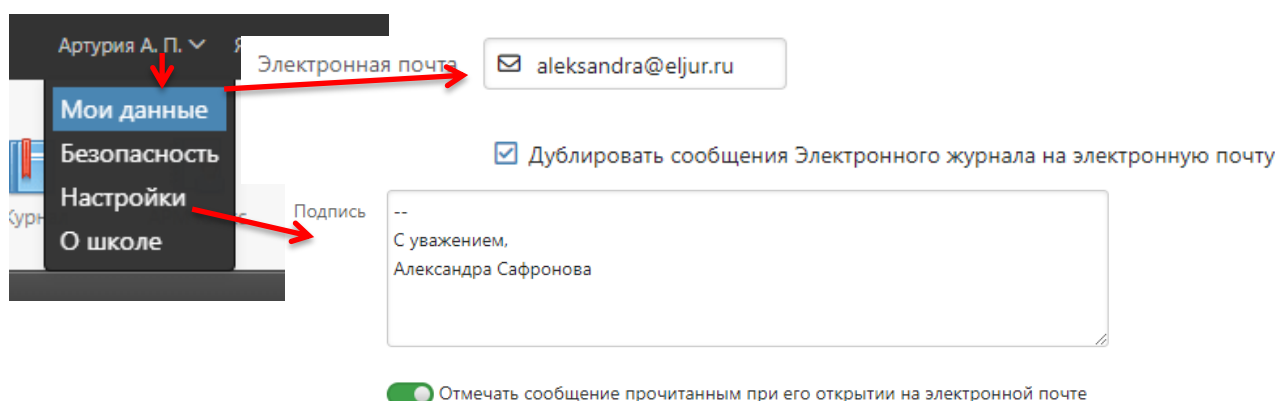 Артурия А. П.
Электронная почта
aleksandra@eljur.ru
Мои данные
Безопасность
Дублировать сообщения Электронного журнала на электронную почту
Настройки
О школе
Подпись
--
С уважением,
Александра Сафронова
Отмечать сообщение прочитанным при его открытии на электронной почте